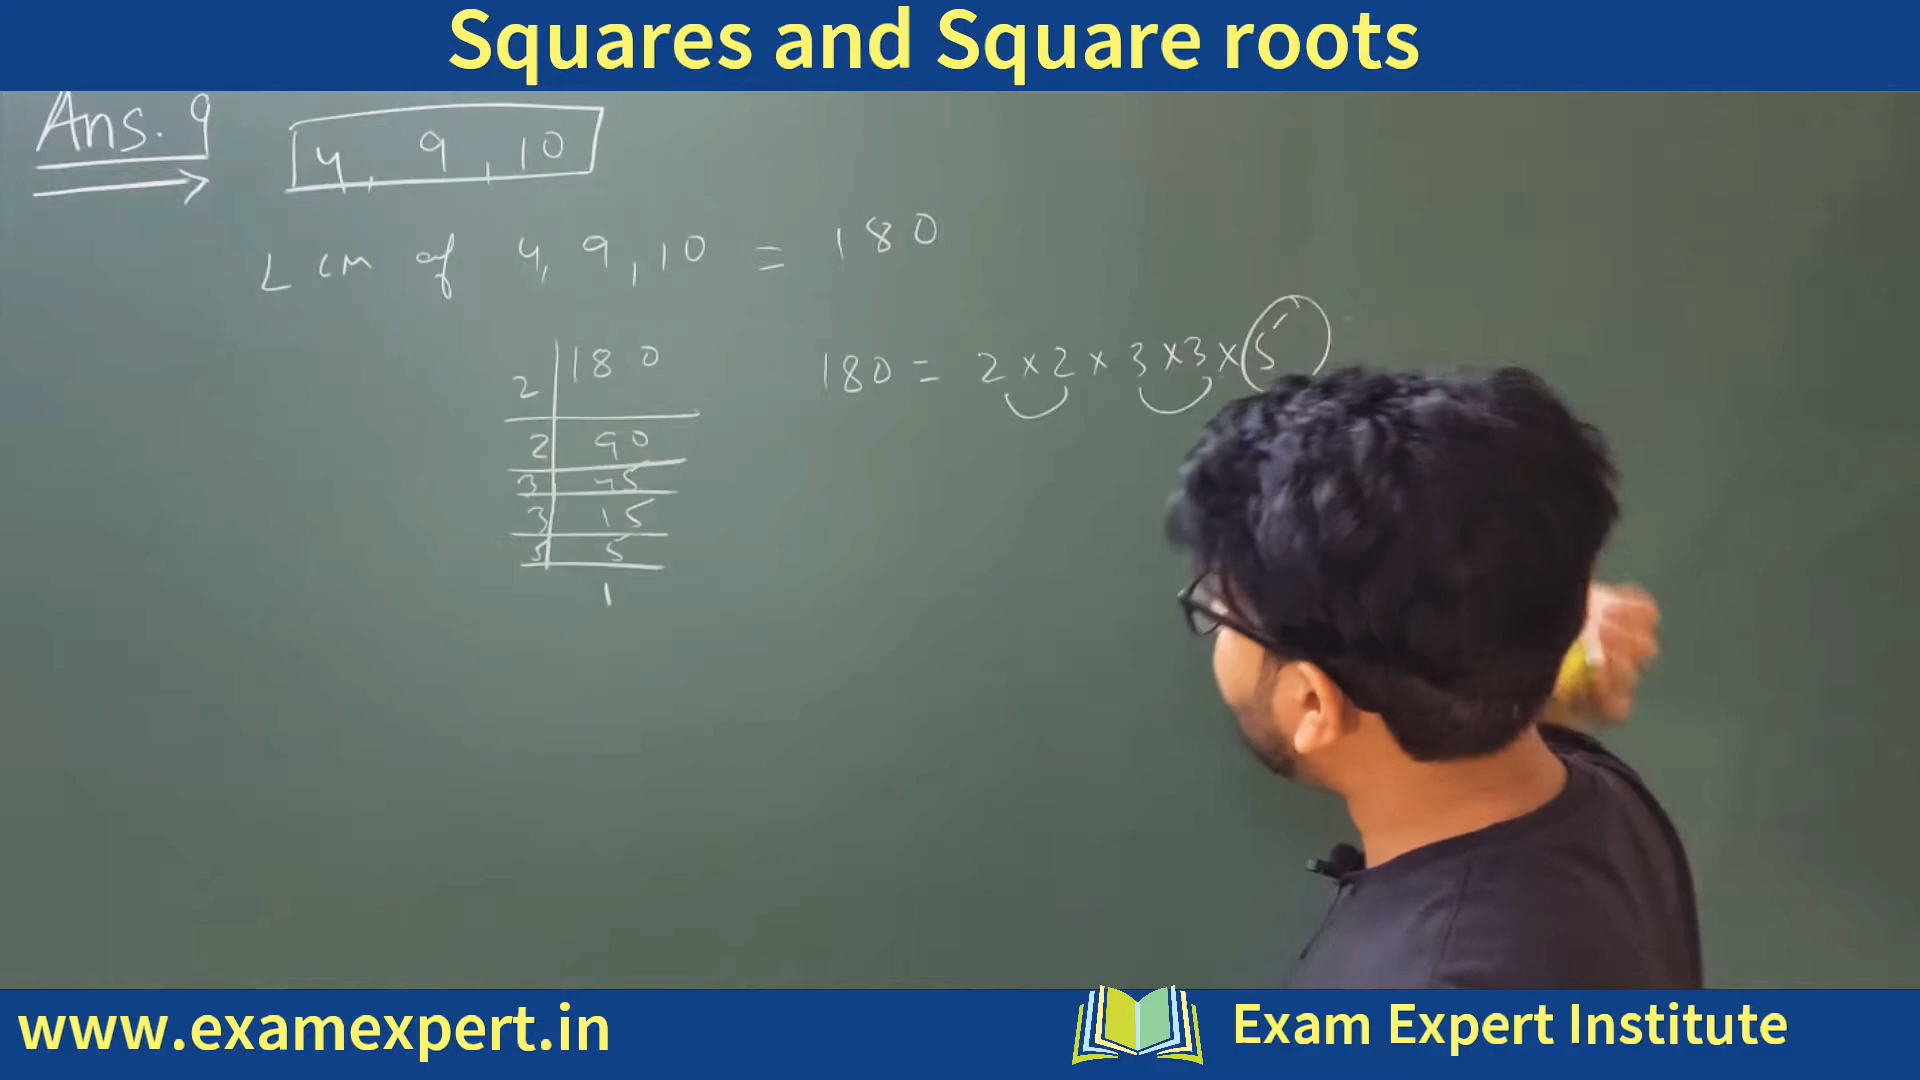 Squares and Square roots
Ans. 9
4, 9, 10
LCM of 4, 9, 10 = 180
2 | 180
2 | 90
3 | 45
3 | 15
5 | 5
1
180 = 2 × 2 × 3 × 3 × 5
www.examexpert.in
Exam Expert Institute